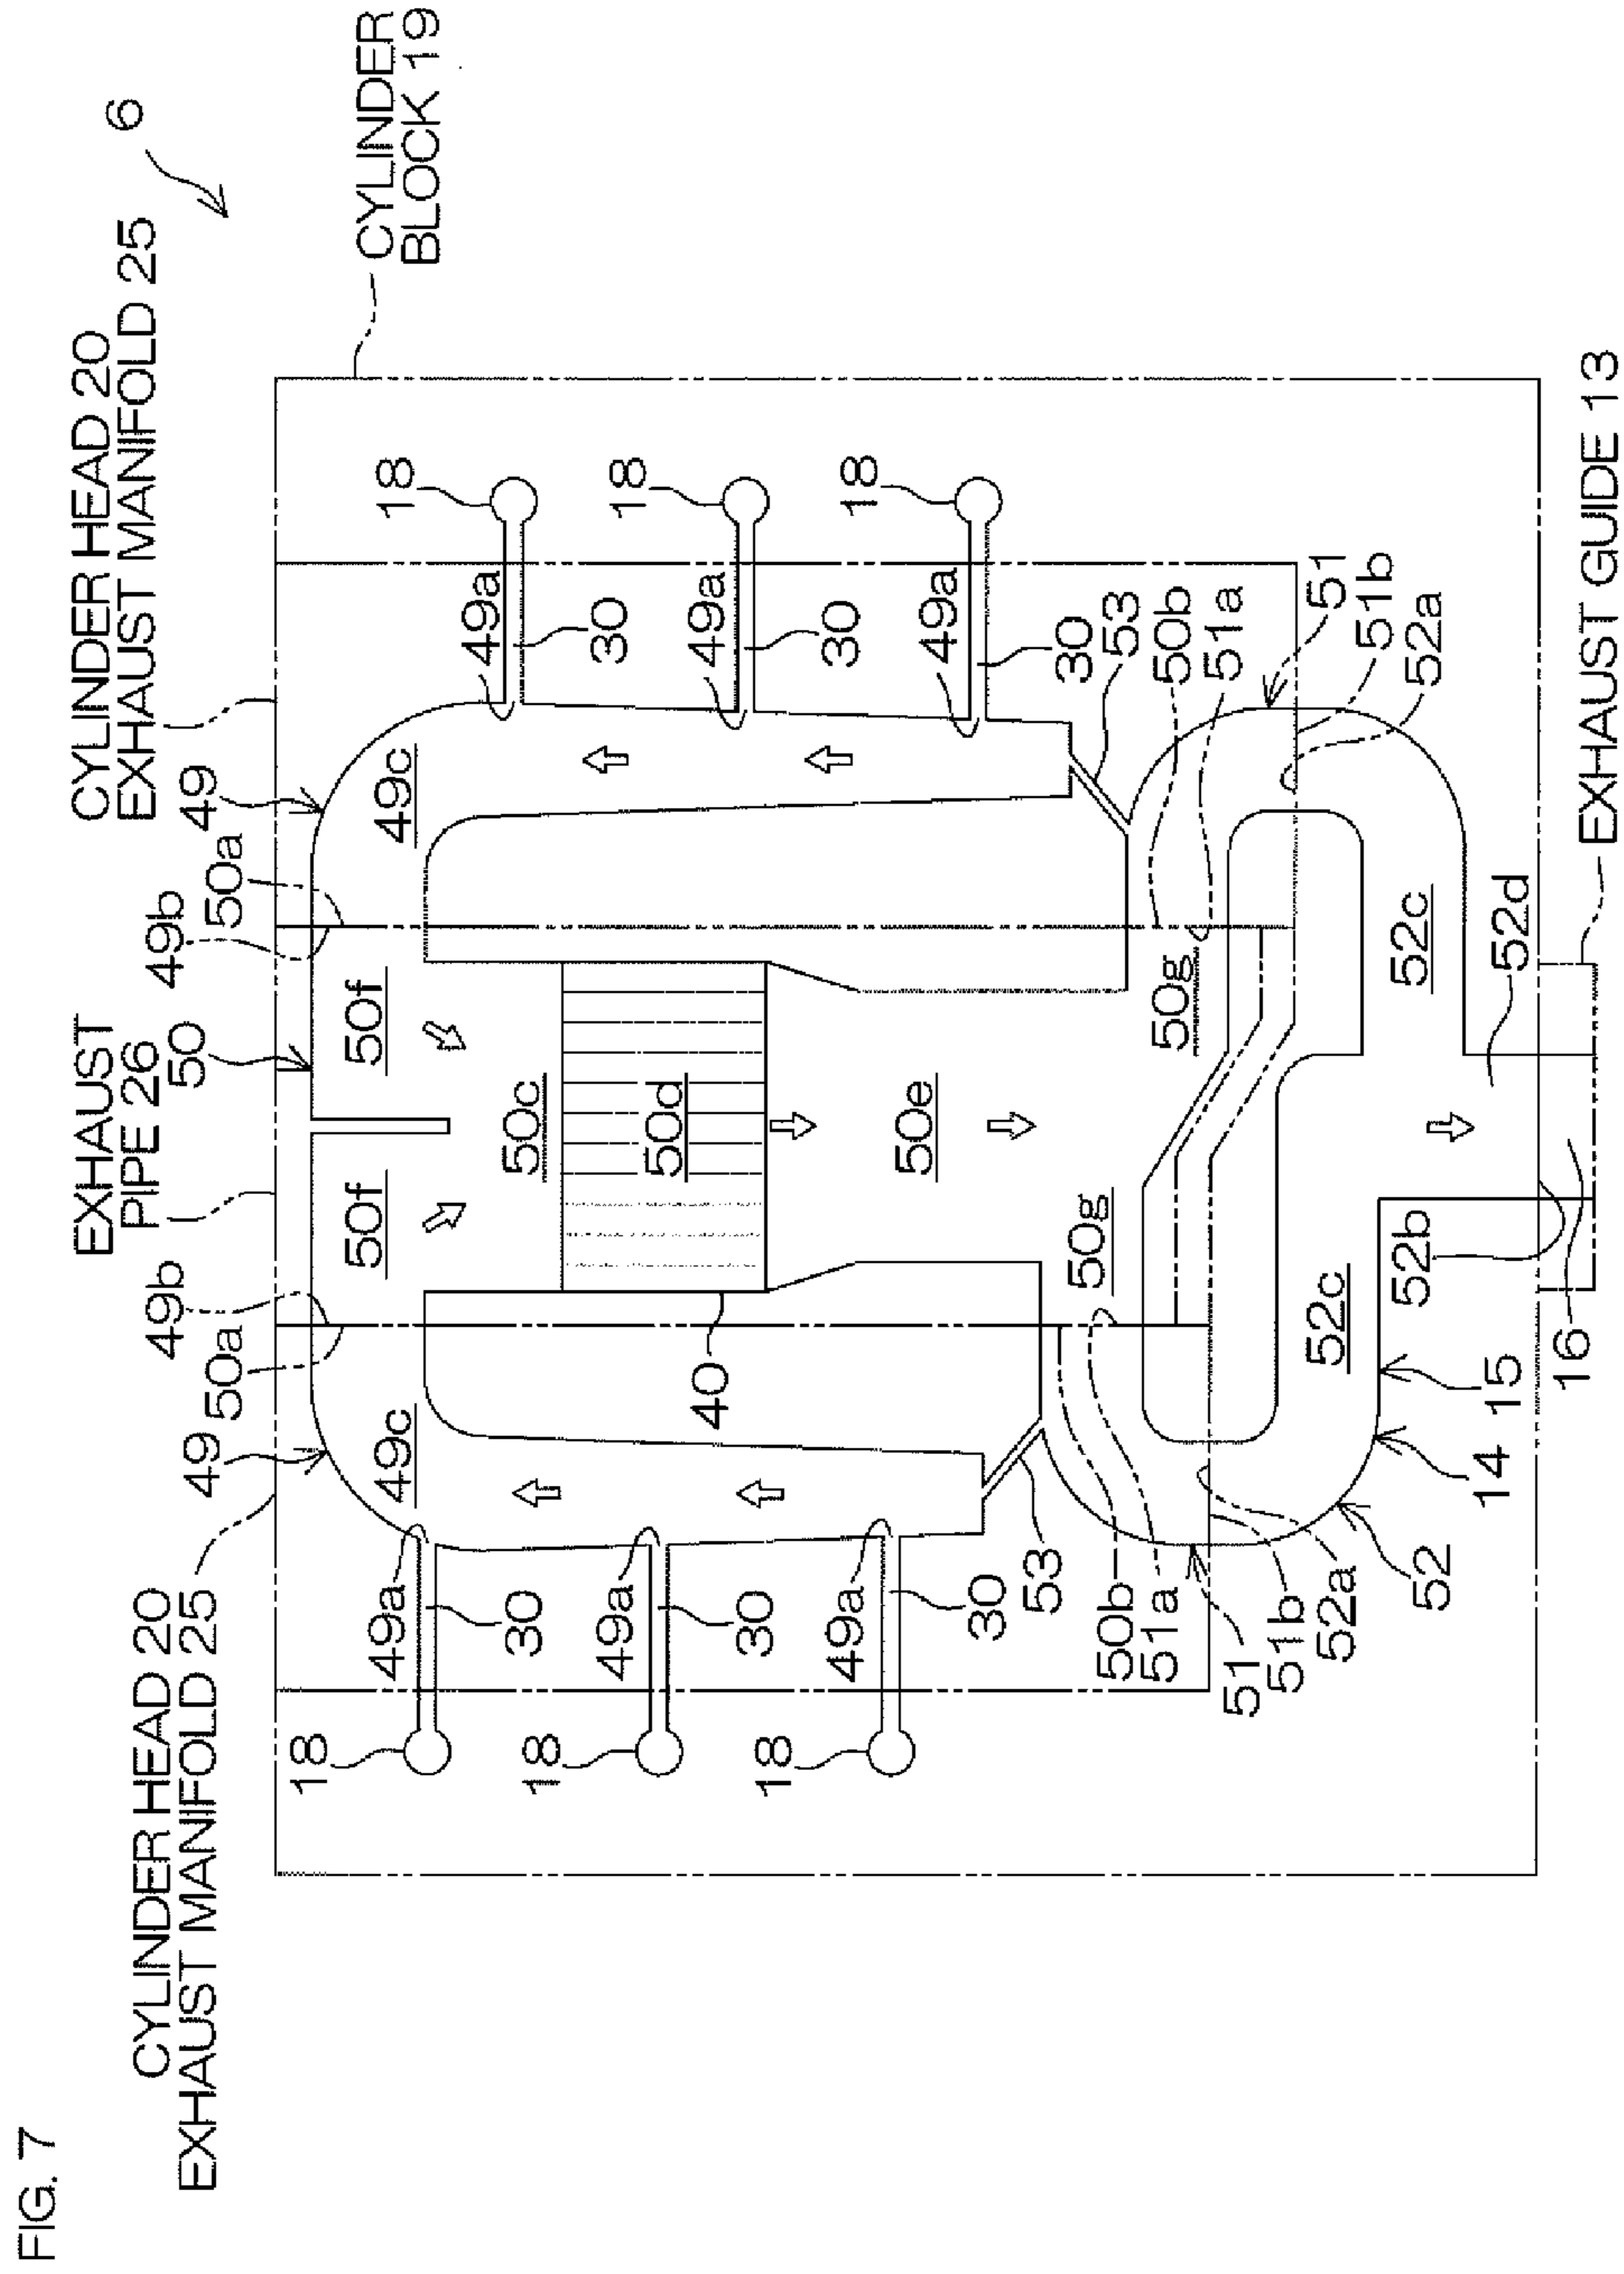 FIG. 7
CYLINDER HEAD 20
EXHAUST MANIFOLD 25
EXHAUST
PIPE 26
CYLINDER HEAD 20
EXHAUST MANIFOLD 25
6
CYLINDER
BLOCK 19
49
49b
50a
50
49b
50a
49
18
49a
49c
50f
50f
49c
18
49a
30
50c
30
18
49a
50d
18
49a
30
40
30
18
49a
50e
18
49a
30
53
30
53
50b
51a
50g
50g
50b
51a
51
51b
52a
52c
51
51b
52a
52
52b
52c
14
15
52d
16
EXHAUST GUIDE 13